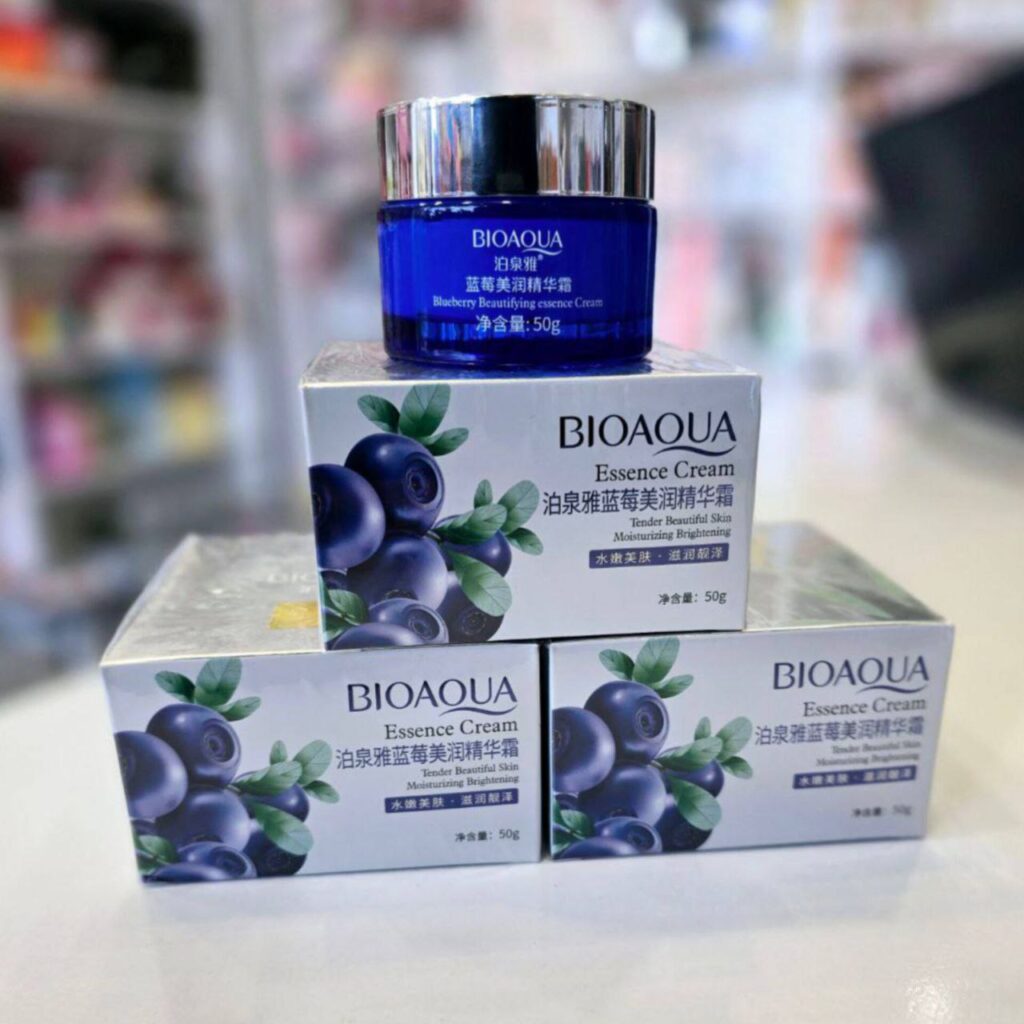 BIOAQUA
泊泉雅®
蓝莓美润精华霜
Blueberry Beautifying essence Cream
净含量: 50g
BIOAQUA
Essence Cream
泊泉雅蓝莓美润精华霜
Tender Beautiful Skin
Moisturizing Brightening
水嫩美肤·滋润靓泽
净含量: 50g
BIOAQUA
BIOAQUA
Essence Cream
泊泉雅蓝莓美润精华霜
Tender Beautiful Skin
Moisturizing Brightening
水嫩美肤·滋润靓泽
净含量: 50g
BIOAQUA
Essence Cream
泊泉雅蓝莓美润精华霜
Tender Beautiful Skin
Moisturizing Brightening
水嫩美肤·滋润靓泽
净含量: 50g